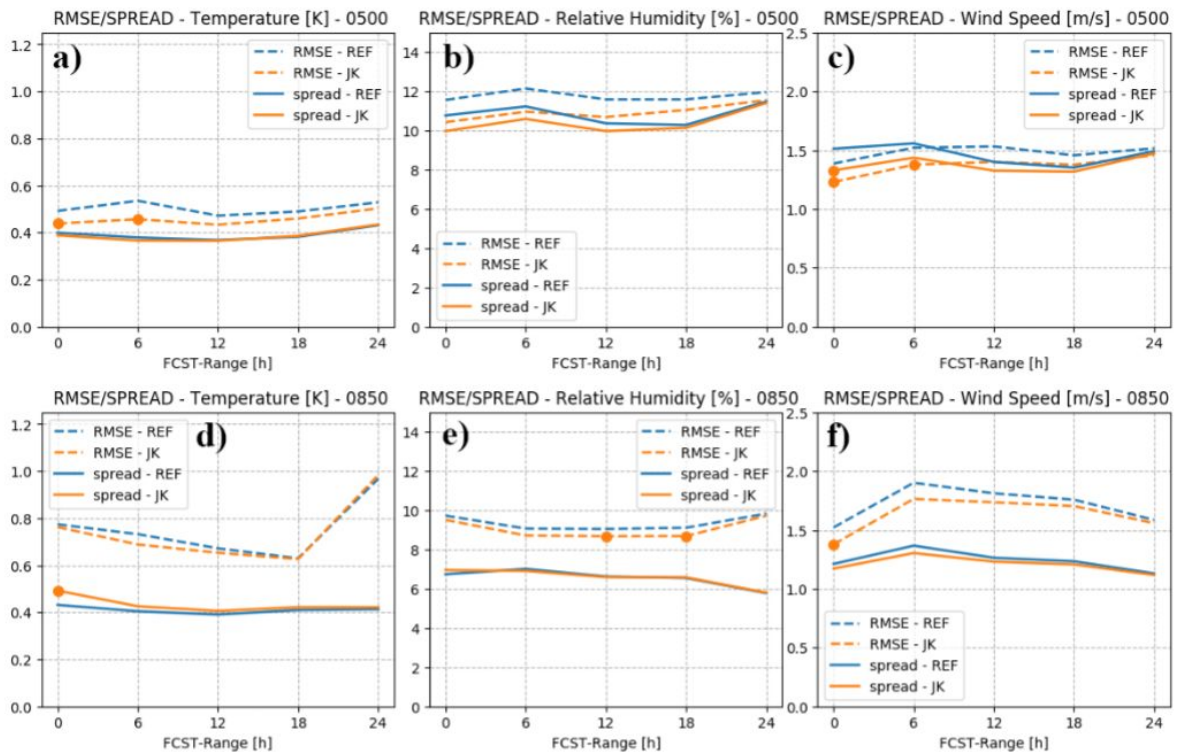 RMSE/SPREAD - Temperature [K] - 0500
a)
RMSE - REF
RMSE - JK
spread - REF
spread - JK
1.2
1.0
0.8
0.6
0.4
0.2
0.0
0 6 12 18 24
FCST-Range [h]
RMSE/SPREAD - Relative Humidity [%] - 0500
b)
14
12
10
8
6
4
2
0
RMSE - REF
RMSE - JK
spread - REF
spread - JK
0 6 12 18 24
FCST-Range [h]
RMSE/SPREAD - Wind Speed [m/s] - 0500
c)
RMSE - REF
RMSE - JK
spread - REF
spread - JK
2.5
2.0
1.5
1.0
0.5
0.0
0 6 12 18 24
FCST-Range [h]
RMSE/SPREAD - Temperature [K] - 0850
RMSE - REF
RMSE - JK
spread - REF
spread - JK
d)
1.2
1.0
0.8
0.6
0.4
0.2
0.0
0 6 12 18 24
FCST-Range [h]
RMSE/SPREAD - Relative Humidity [%] - 0850
e)
RMSE - REF
RMSE - JK
spread - REF
spread - JK
14
12
10
8
6
4
2
0
0 6 12 18 24
FCST-Range [h]
RMSE/SPREAD - Wind Speed [m/s] - 0850
f)
2.5
2.0
1.5
1.0
0.5
0.0
RMSE - REF
RMSE - JK
spread - REF
spread - JK
0 6 12 18 24
FCST-Range [h]